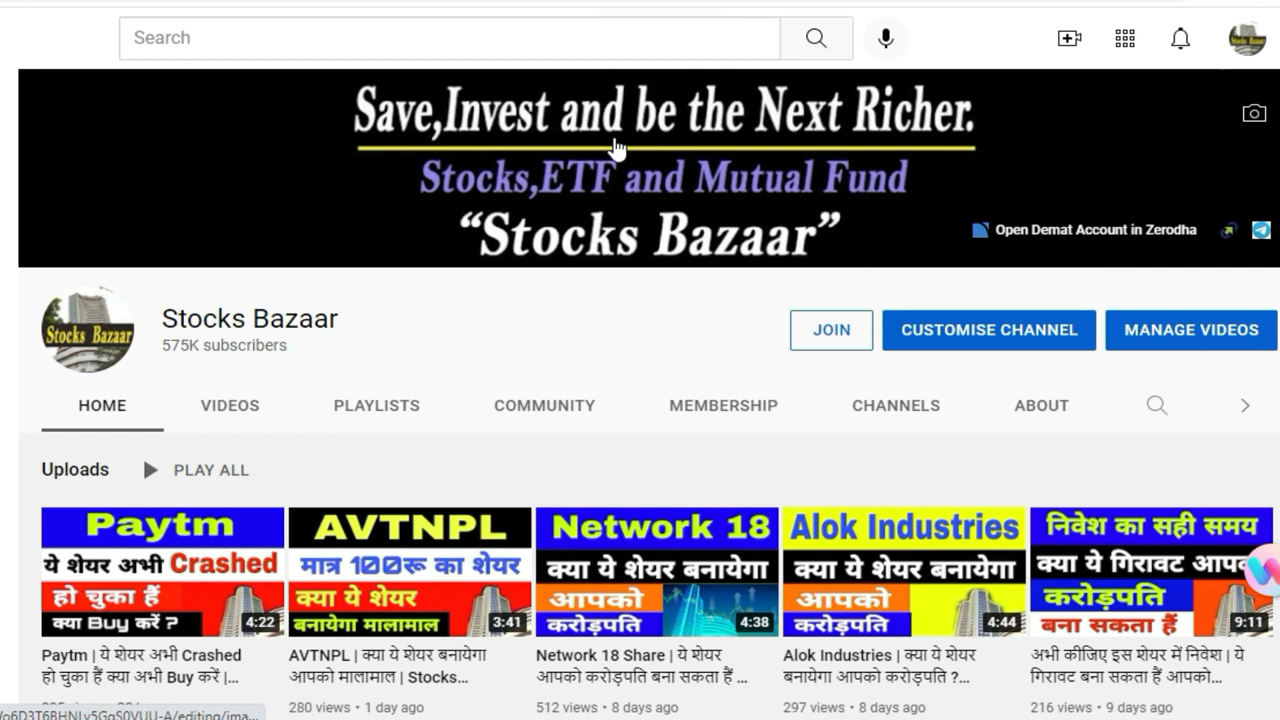 Search
Save,Invest and be the Next Richer.
Stocks,ETF and Mutual Fund
“Stocks Bazaar”
Open Demat Account in Zerodha
Stocks Bazaar
Stocks Bazaar
575K subscribers
JOIN
CUSTOMISE CHANNEL
MANAGE VIDEOS
HOME
VIDEOS
PLAYLISTS
COMMUNITY
MEMBERSHIP
CHANNELS
ABOUT
Uploads
PLAY ALL
Paytm
ये शेयर अभी Crashed
हो चुका हैं
क्या Buy करें ?
4:22
AVTNPL
मात्र 100रू का शेयर
क्या ये शेयर
बनायेगा मालामाल
3:41
Network 18
क्या ये शेयर बनायेगा
आपको
करोड़पति
4:38
Alok Industries
क्या ये शेयर बनायेगा
आपको
करोड़पति
4:44
निवेश का सही समय
क्या ये गिरावट
करोड़पति
बना सकता हैं
9:11
Paytm | ये शेयर अभी Crashed
हो चुका हैं क्या अभी Buy करें |...
AVTNPL | क्या ये शेयर बनायेगा
आपको मालामाल | Stocks...
280 views • 1 day ago
Network 18 Share | ये शेयर
आपको करोड़पति बना सकता हैं ...
512 views • 8 days ago
Alok Industries | क्या ये शेयर
बनायेगा आपको करोड़पति ?...
297 views • 8 days ago
अभी कीजिए इस शेयर में निवेश | ये
गिरावट बना सकता हैं आपको...
216 views • 9 days ago